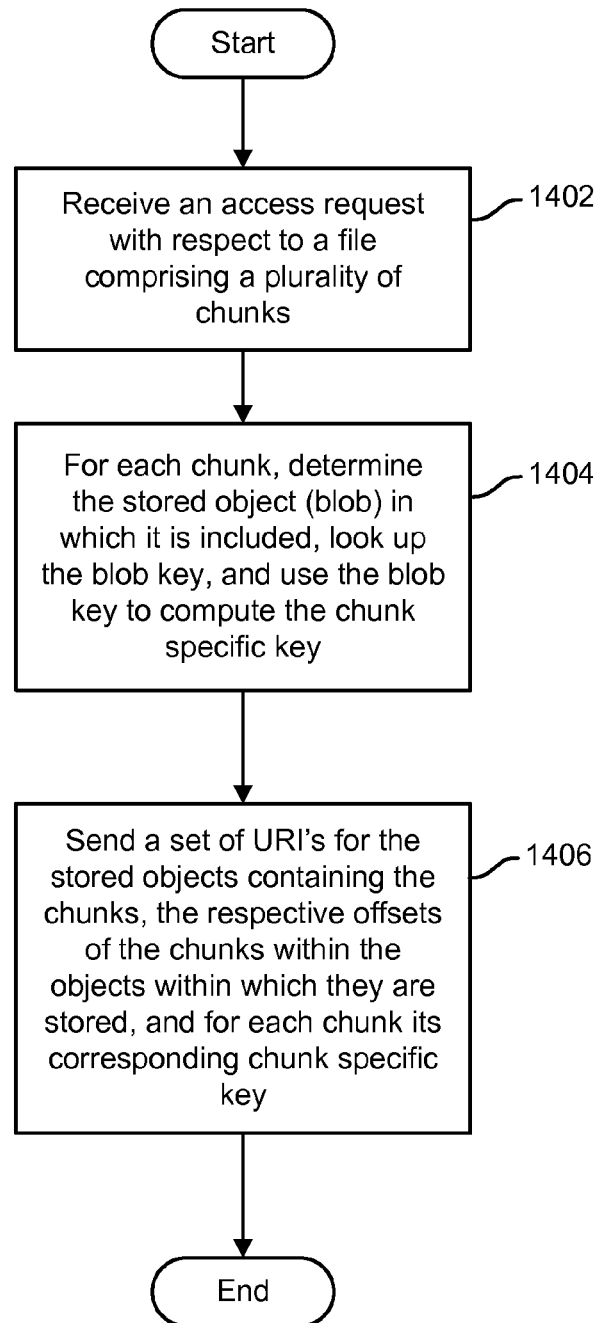 Start
Receive an access request
with respect to a file
comprising a plurality of
chunks
1402
For each chunk, determine
the stored object (blob) in
which it is included, look up
the blob key, and use the blob
key to compute the chunk
specific key
1404
Send a set of URI's for the
stored objects containing the
chunks, the respective offsets
of the chunks within the
objects within which they are
stored, and for each chunk its
corresponding chunk specific
key
1406
End